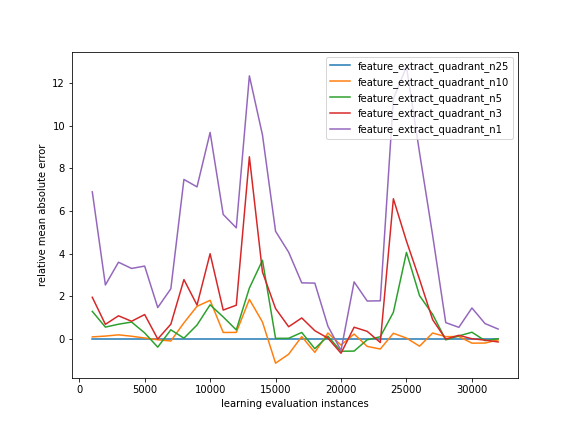 feature_extract_quadrant_n25
feature_extract_quadrant_n10
feature_extract_quadrant_n5
feature_extract_quadrant_n3
feature_extract_quadrant_n1
relative mean absolute error
12
10
8
6
4
2
0
0
5000
10000
15000
20000
25000
30000
learning evaluation instances